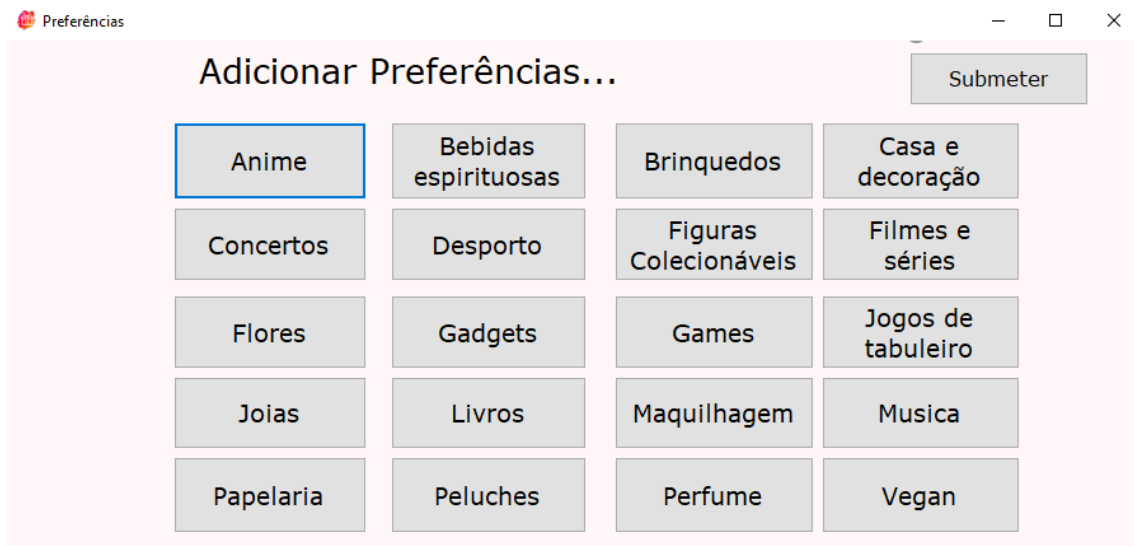 Preferências
Adicionar Preferências...
Submeter
Anime
Bebidas
espirituosas
Brinquedos
Casa e
decoração
Concertos
Desporto
Figuras
Colecionáveis
Filmes e
séries
Flores
Gadgets
Games
Jogos de
tabuleiro
Joias
Livros
Maquilhagem
Musica
Papelaria
Peluches
Perfume
Vegan